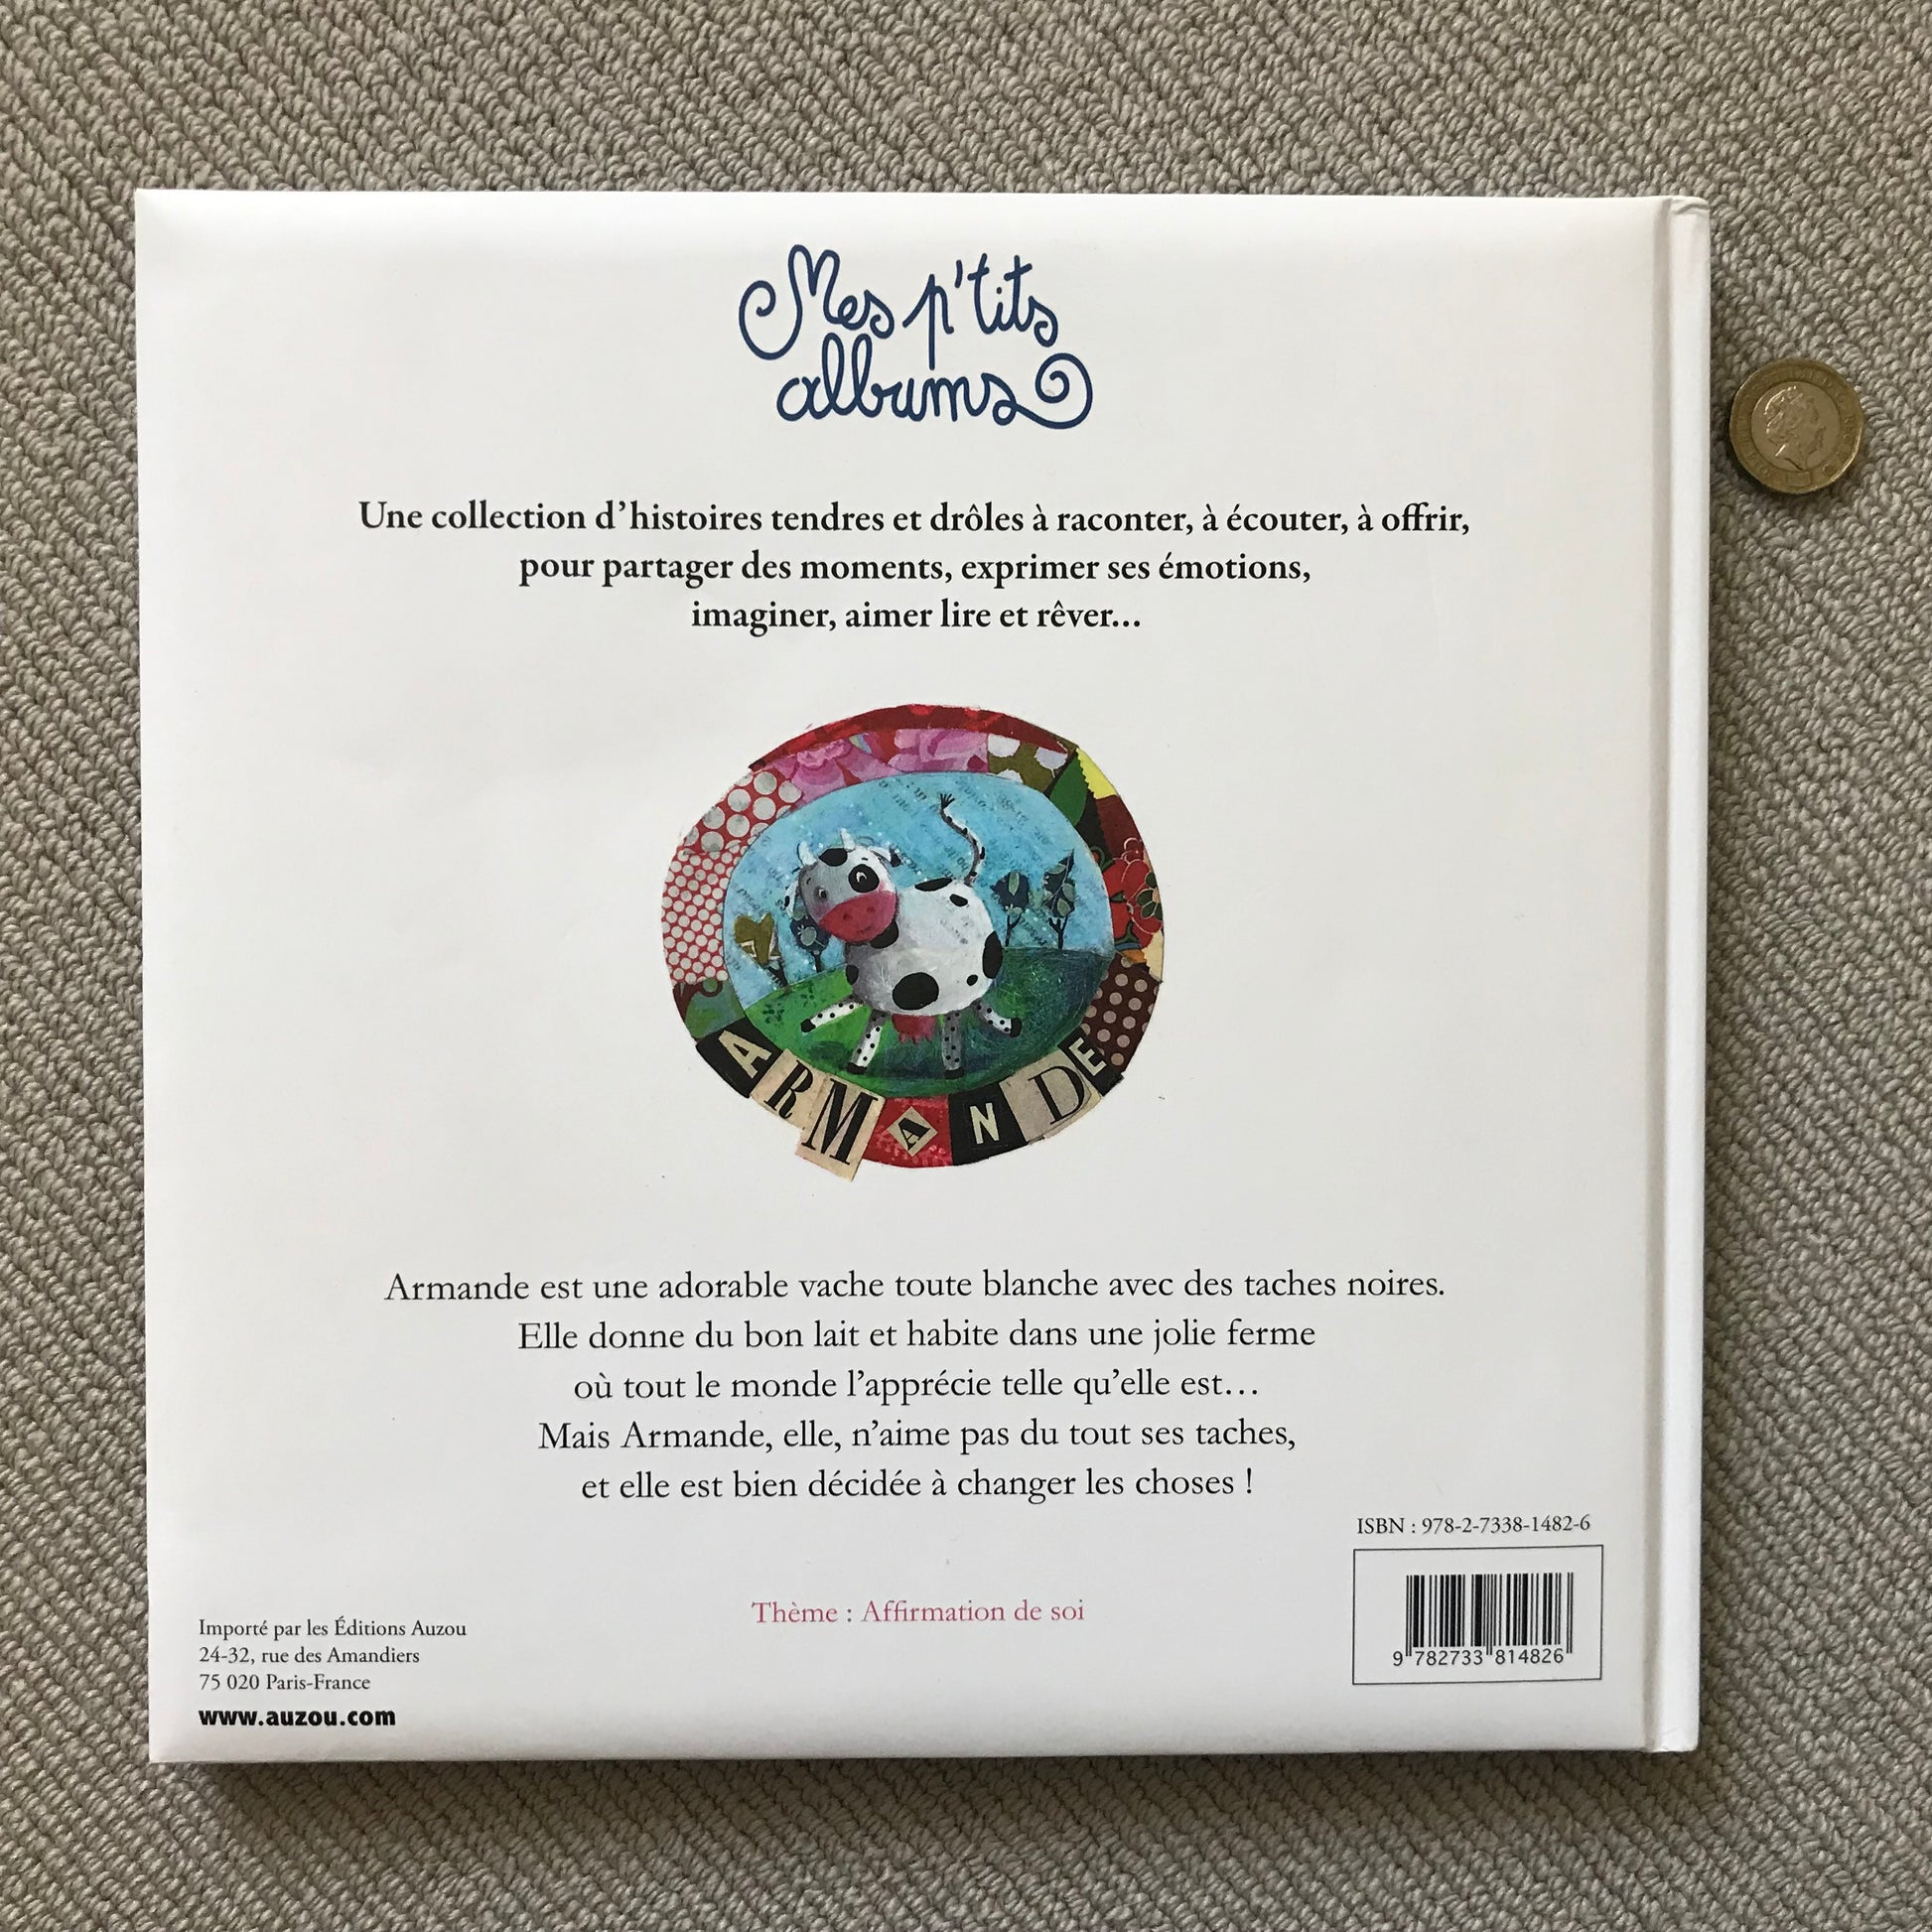 Mes p'tits
albums
Une collection d'histoires tendres et drôles à raconter, à écouter, à offrir,
pour partager des moments, exprimer ses émotions,
imaginer, aimer lire et rêver...
ARMANDE
Armande est une adorable vache toute blanche avec des taches noires.
Elle donne du bon lait et habite dans une jolie ferme
où tout le monde l'apprécie telle qu'elle est...
Mais Armande, elle, n'aime pas du tout ses taches,
et elle est bien décidée à changer les choses !
Thème : Affirmation de soi
Importé par les Éditions Auzou
24-32, rue des Amandiers
75 020 Paris-France
www.auzou.com
ISBN : 978-2-7338-1482-6
9 782733 814826